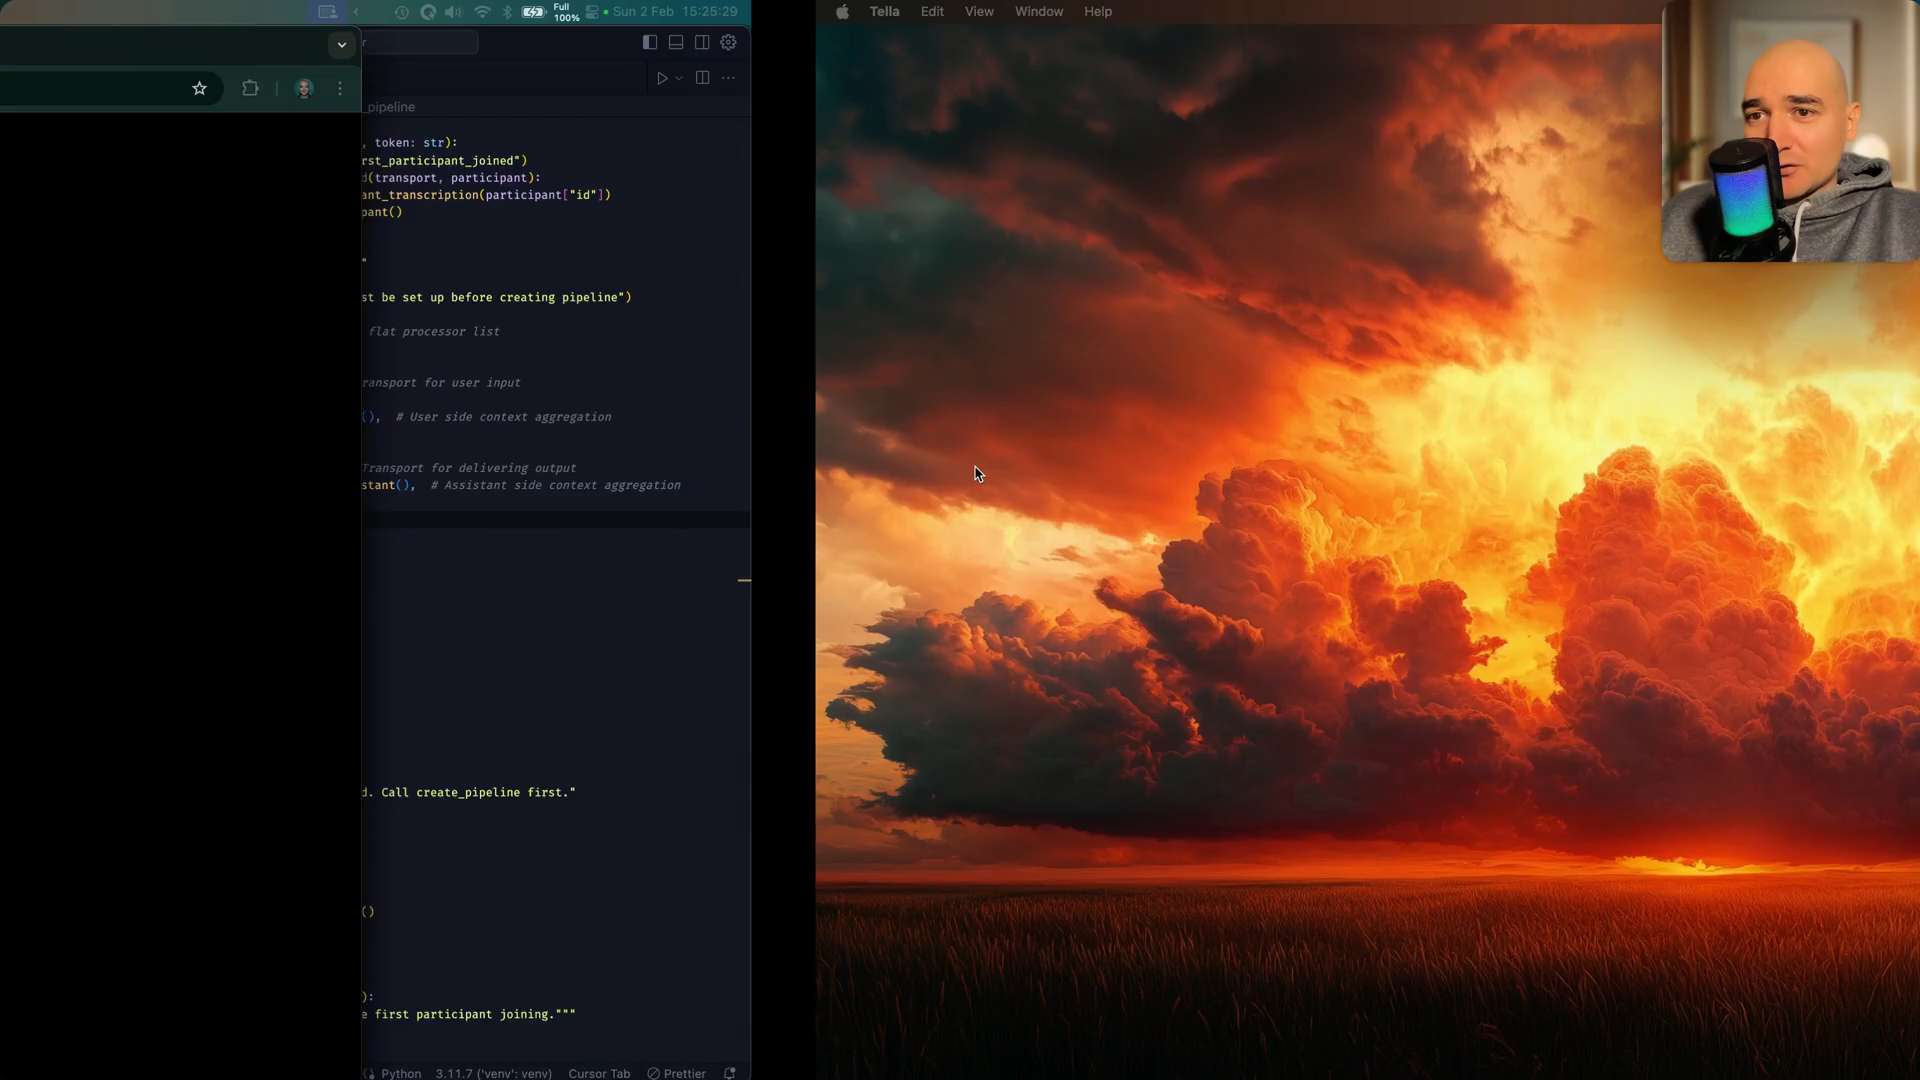 Full
100%
Sun 2 Feb 15:25:29
Tella Edit View Window Help
r
_pipeline
, token: str):
rst_participant_joined")
d(transport, participant):
ant_transcription(participant["id"])
pant()
"
st be set up before creating pipeline")
flat processor list
ransport for user input
(), # User side context aggregation
Transport for delivering output
stant(), # Assistant side context aggregation
d. Call create_pipeline first."
()
):
e first participant joining."""
Python 3.11.7 ('venv': venv) Cursor Tab Prettier